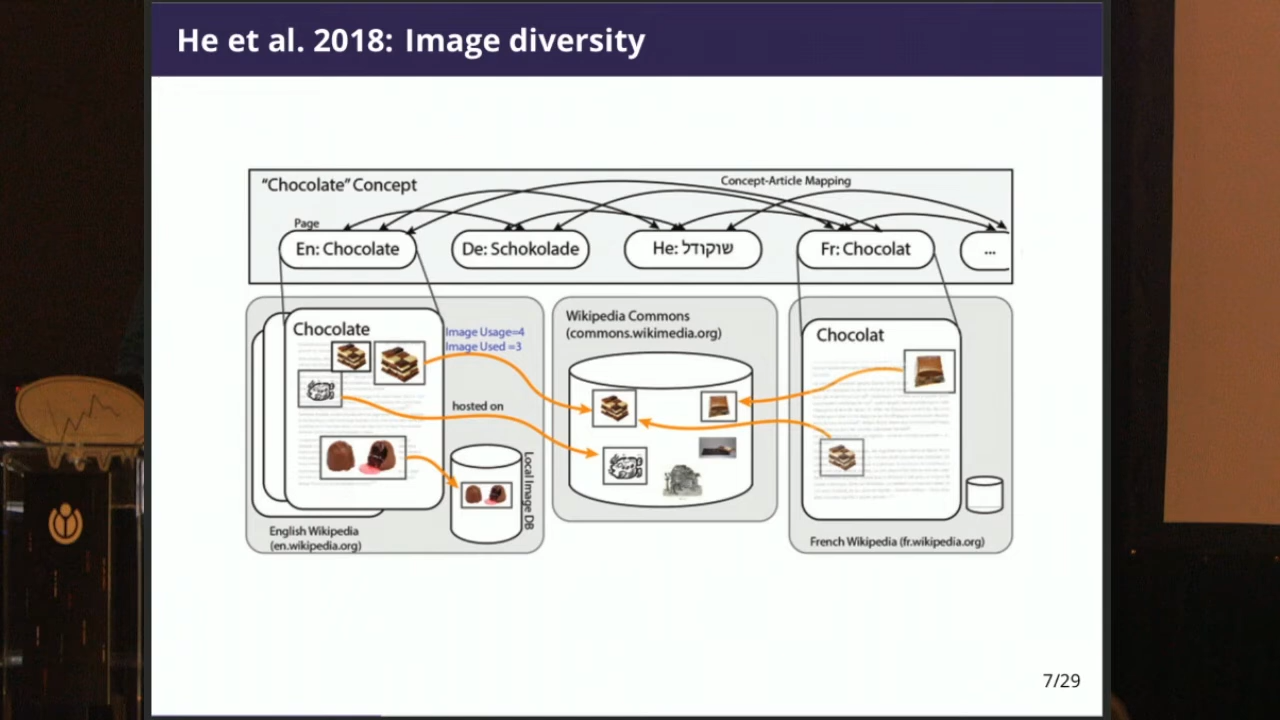 He et al. 2018: Image diversity
"Chocolate" Concept
Concept-Article Mapping
Page
En: Chocolate
De: Schokolade
He: שוקודל
Fr: Chocolat
...
Chocolate
Image Usage=4
Image Used =3
hosted on
Local Image DB
English Wikipedia
(en.wikipedia.org)
Wikipedia Commons
(commons.wikimedia.org)
Chocolat
French Wikipedia (fr.wikipedia.org)
7/29